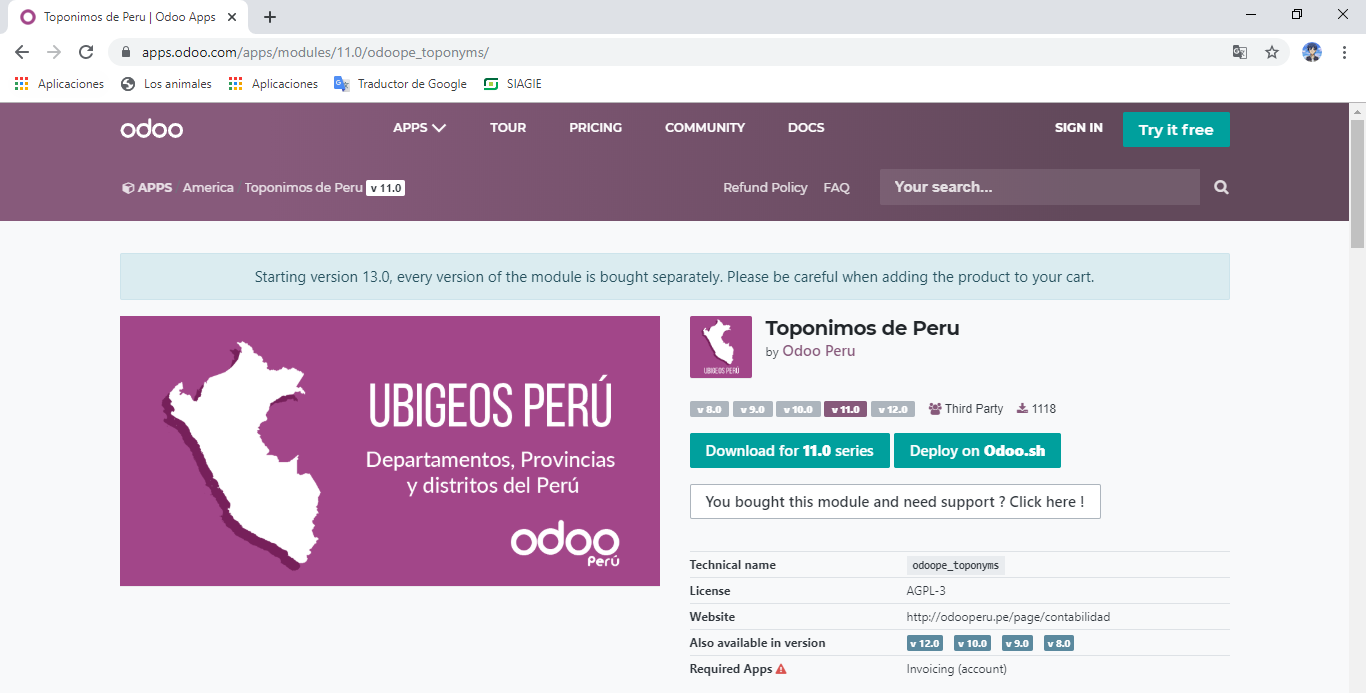 Toponimos de Peru | Odoo Apps
apps.odoo.com/apps/modules/11.0/odoope_toponyms/
Aplicaciones Los animales Aplicaciones Traductor de Google SIAGIE
odoo APPS TOUR PRICING COMMUNITY DOCS SIGN IN Try it free
APPS / America / Toponimos de Peru v 11.0 Refund Policy FAQ Your search...
Starting version 13.0, every version of the module is bought separately. Please be careful when adding the product to your cart.
UBIGEOS PERÚ
Departamentos, Provincias
y distritos del Perú
odoo
Perú
UBIGEOS PERÚ
Toponimos de Peru
by Odoo Peru
v 8.0 v 9.0 v 10.0 v 11.0 v 12.0 Third Party 1118
Download for 11.0 series Deploy on Odoo.sh
You bought this module and need support ? Click here !
Technical name odoope_toponyms
License AGPL-3
Website http://odooperu.pe/page/contabilidad
Also available in version v 12.0 v 10.0 v 9.0 v 8.0
Required Apps Invoicing (account)